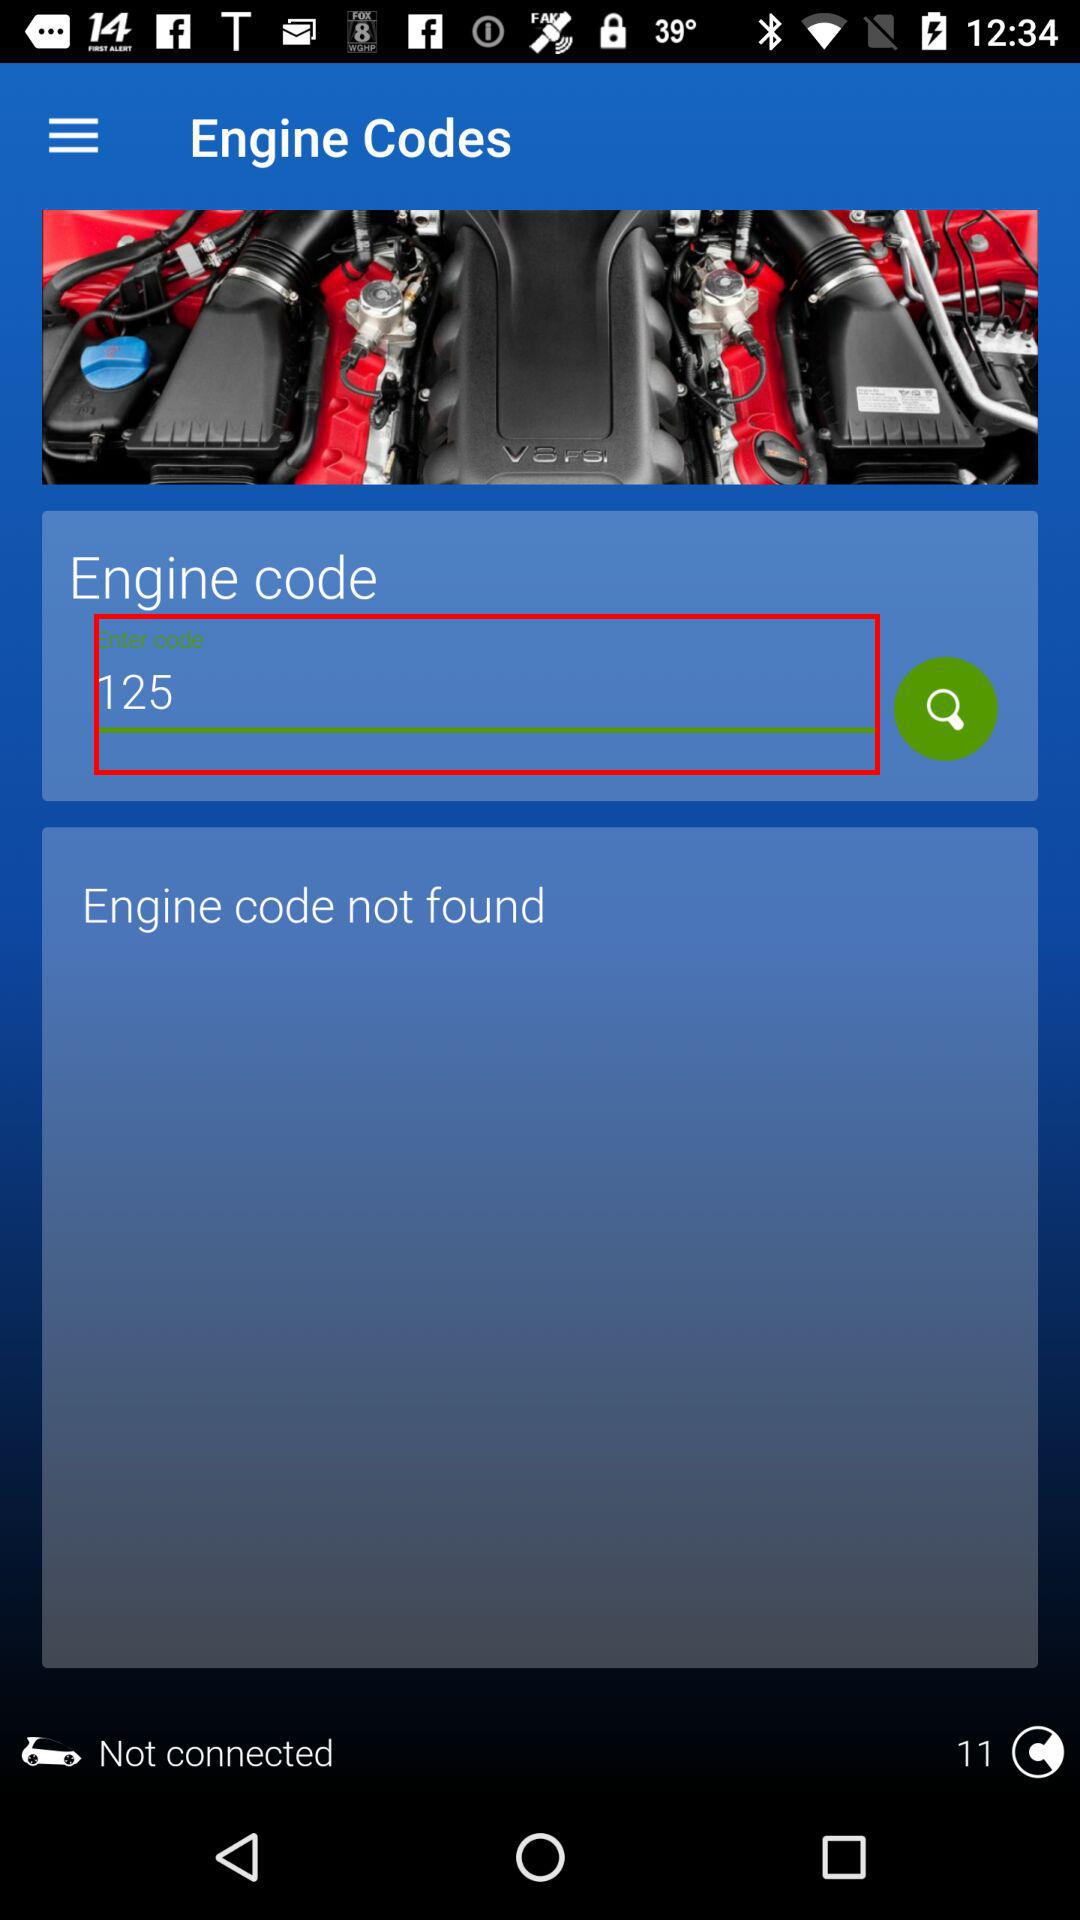 14 FIRST ALERT T FOX 8 WGHP FAKE 39° 12:34
Engine Codes
V8 FSI
Engine code
Enter code
125
Engine code not found
Not connected 11